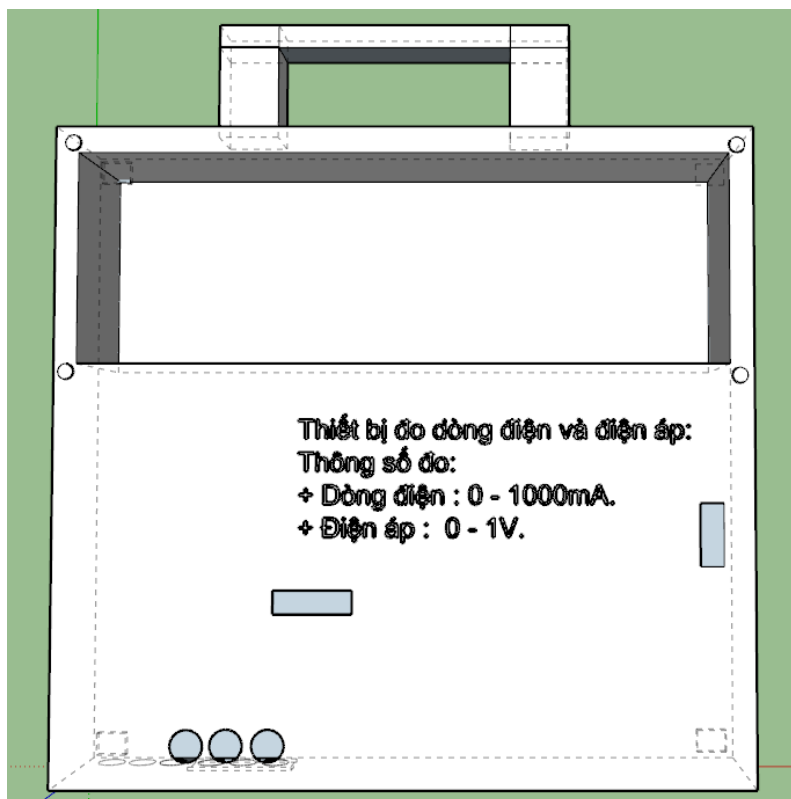 Thiết bị đo dòng điện và điện áp:
Thông số đo:
+ Dòng điện : 0 - 1000mA.
+ Điện áp :  0 - 1V.